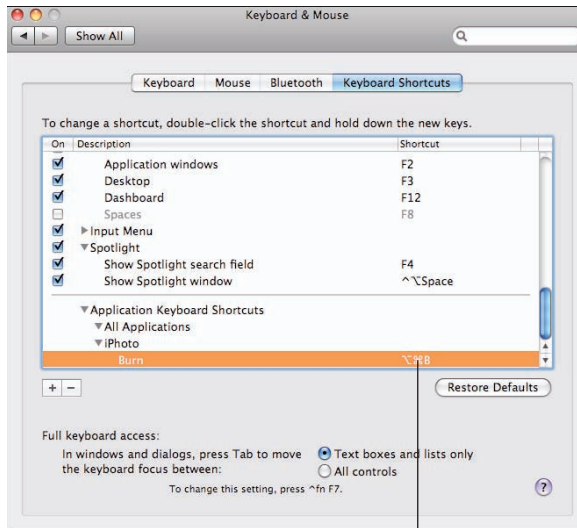 Keyboard & Mouse
Show All
Keyboard Mouse Bluetooth Keyboard Shortcuts
To change a shortcut, double-click the shortcut and hold down the new keys.
On Description Shortcut
Application windows F2
Desktop F3
Dashboard F12
Spaces F8
Input Menu
Spotlight
Show Spotlight search field F4
Show Spotlight window ^⌥Space
Application Keyboard Shortcuts
All Applications
iPhoto
Burn ⌥⌘B
+ −
Restore Defaults
Full keyboard access:
In windows and dialogs, press Tab to move Text boxes and lists only
the keyboard focus between: All controls
To change this setting, press ^fn F7.
?